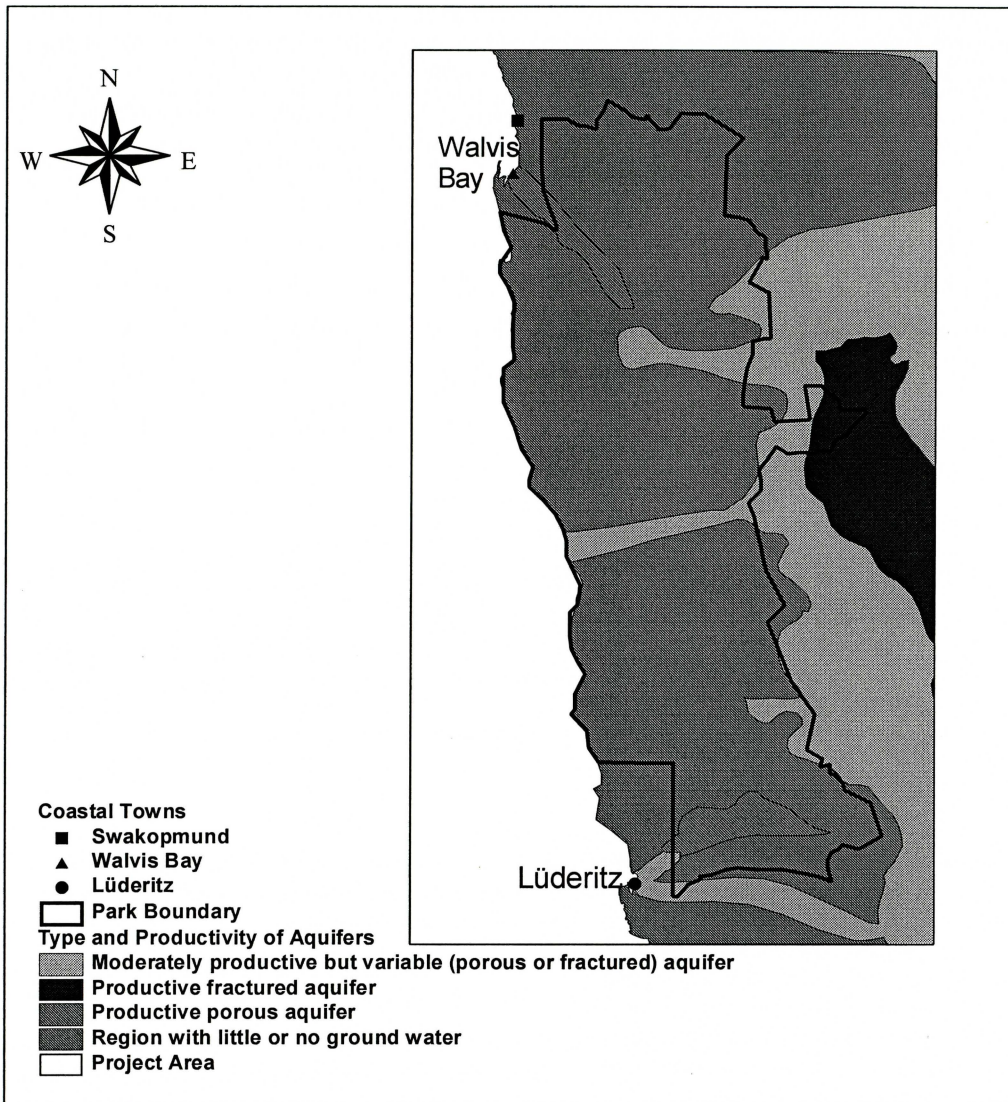 N
W
E
S
Walvis
Bay
Lüderitz
Coastal Towns
Swakopmund
Walvis Bay
Lüderitz
Park Boundary
Type and Productivity of Aquifers
Moderately productive but variable (porous or fractured) aquifer
Productive fractured aquifer
Productive porous aquifer
Region with little or no ground water
Project Area